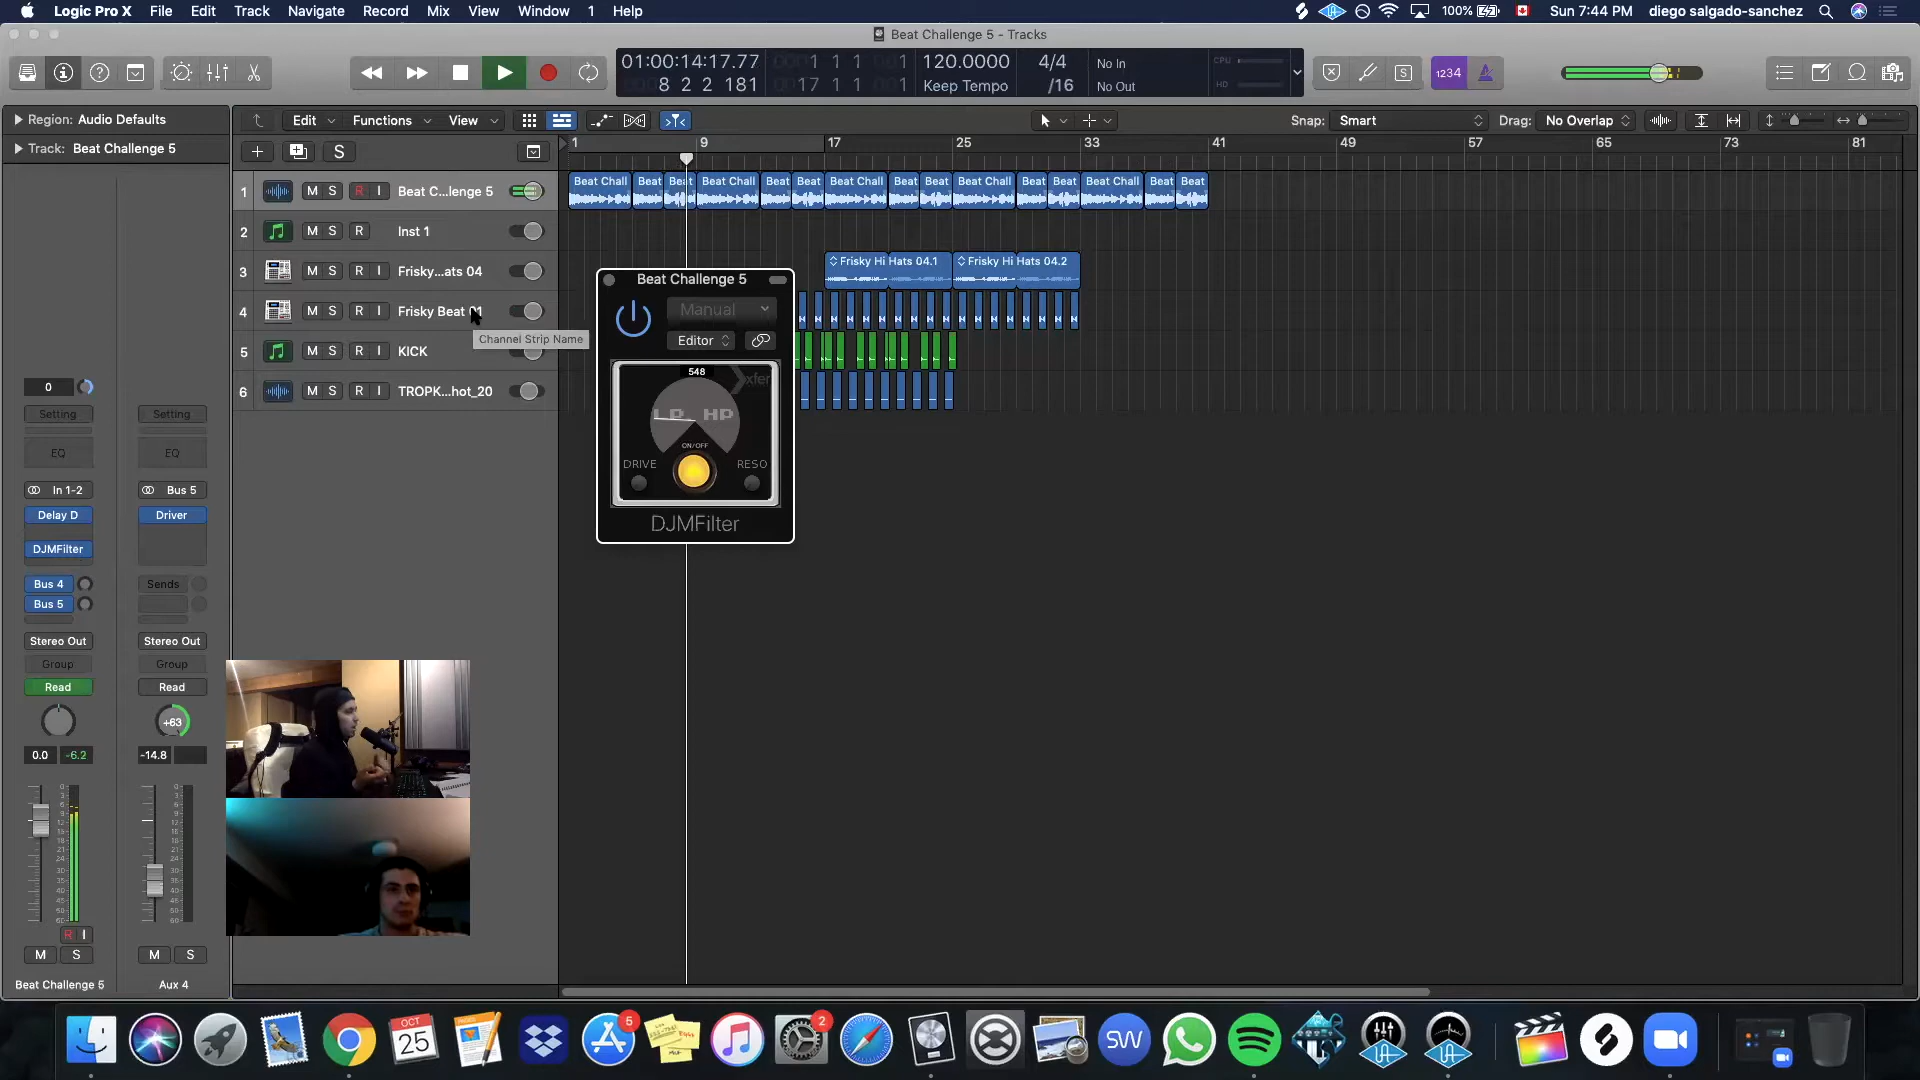 Logic Pro X File Edit Track Navigate Record Mix View Window 1 Help
100% Sun 7:44 PM diego salgado-sanchez
Beat Challenge 5 - Tracks
01:00:14:17.77
8 2 2 181
1 1 1
17 1 1 1
120.0000
Keep Tempo
4/4
/16
No In
No Out
CPU
HD
1234
Region: Audio Defaults
Track: Beat Challenge 5
Edit Functions View
Snap: Smart
Drag: No Overlap
S
1 9 17 25 33 41 49 57 65 73 81
1 M S R I Beat C...lenge 5
2 M S R Inst 1
3 M S R I Frisky...ats 04
4 M S R I Frisky Beat 01
5 M S R I KICK
6 M S R I TROPK...hot_20
Channel Strip Name
Beat Chall Beat Beat Beat Chall Beat Beat Beat Chall Beat Beat Beat Chall Beat Beat Beat Chall Beat Beat
Frisky Hi Hats 04.1 Frisky Hi Hats 04.2
Beat Challenge 5
Manual
Editor
548
xfer
LP HP
ON/OFF
DRIVE RESO
DJMFilter
0
Setting Setting
EQ EQ
In 1-2 Bus 5
Delay D Driver
DJMFilter
Bus 4 Sends
Bus 5
Stereo Out Stereo Out
Group Group
Read Read
+63
0.0 -6.2 -14.8
R I
M S M S
Beat Challenge 5 Aux 4
OCT
25
5
2
SW